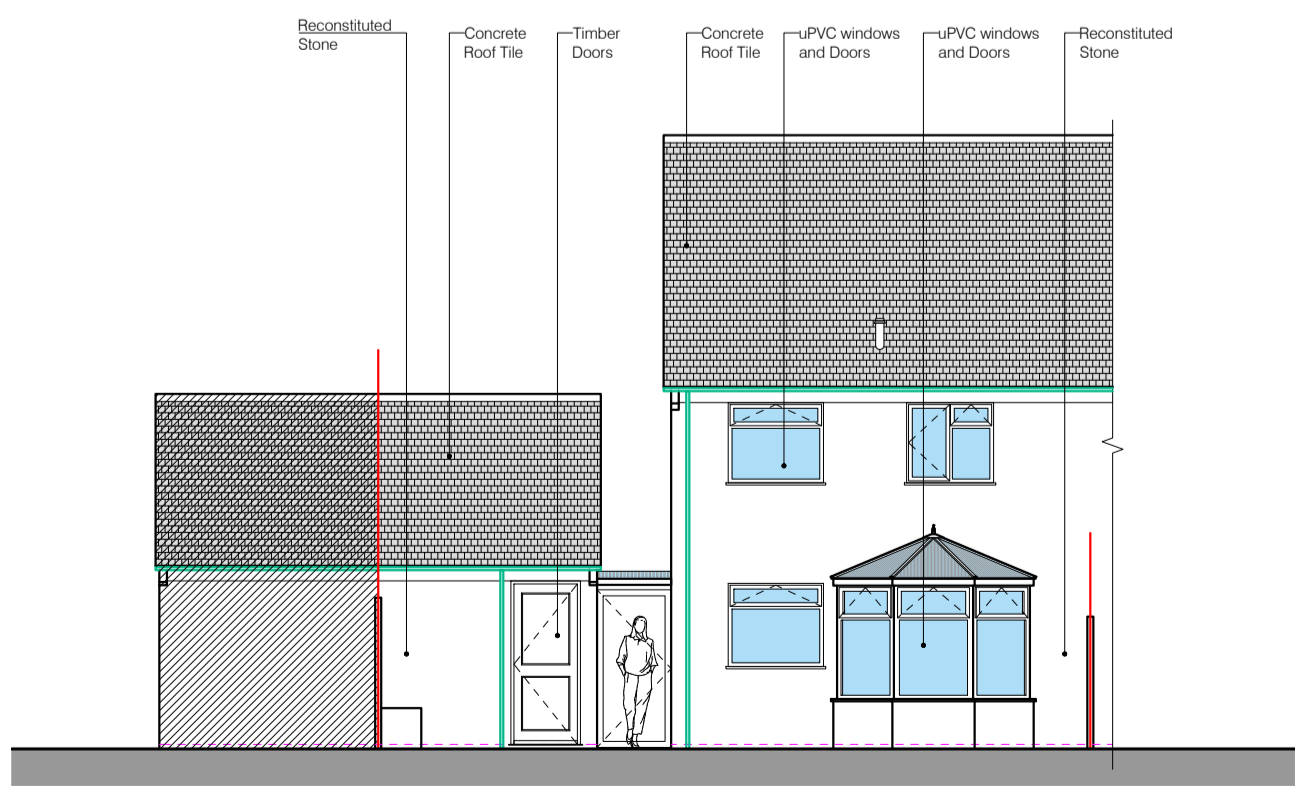 Reconstituted
Stone
Concrete
Roof Tile
Timber
Doors
Concrete
Roof Tile
uPVC windows
and Doors
uPVC windows
and Doors
Reconstituted
Stone